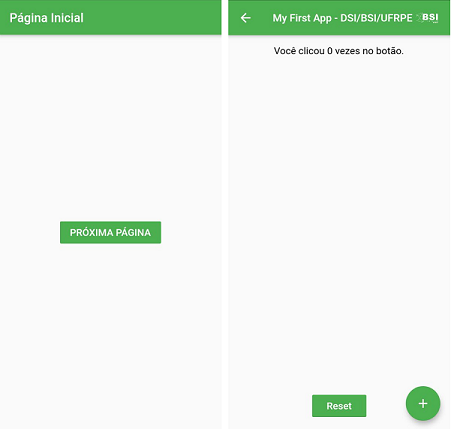 Página Inicial
PRÓXIMA PÁGINA
My First App - DSI/BSI/UFRPE
BSI
Você clicou 0 vezes no botão.
Reset
+